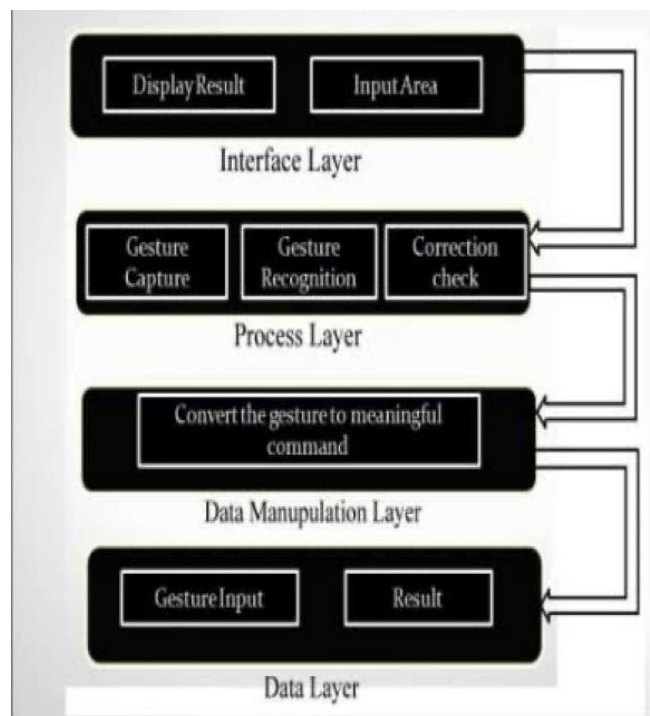 Display Result
Input Area
Interface Layer
Gesture
Capture
Gesture
Recognition
Correction
check
Process Layer
Convert the gesture to meaningful
command
Data Manupulation Layer
Gesture Input
Result
Data Layer